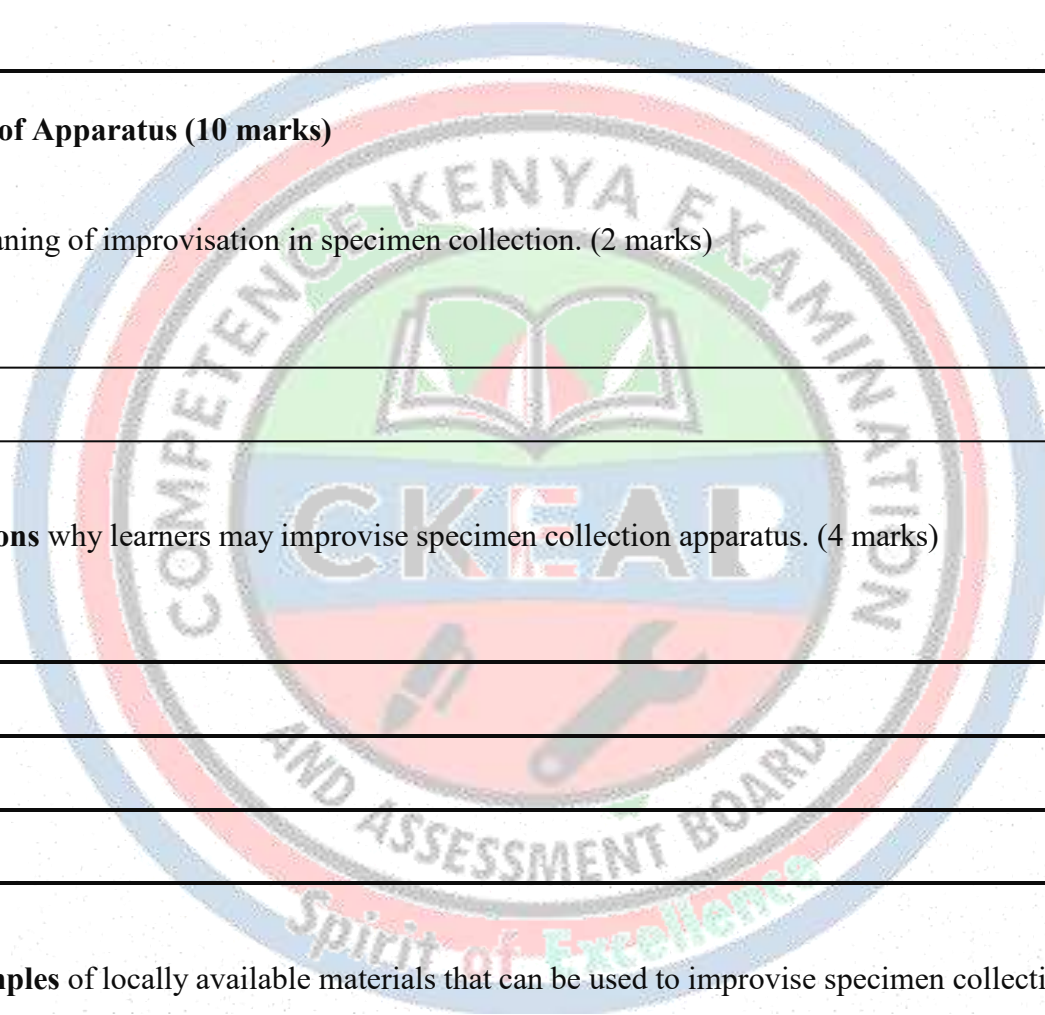 of Apparatus (10 marks)
KENYA EXAMINATION
COMPETENCE
aning of improvisation in specimen collection. (2 marks)
CKEAB
ons why learners may improvise specimen collection apparatus. (4 marks)
AND ASSESSMENT BOARD
Spirit of Excellence
nples of locally available materials that can be used to improvise specimen collecti